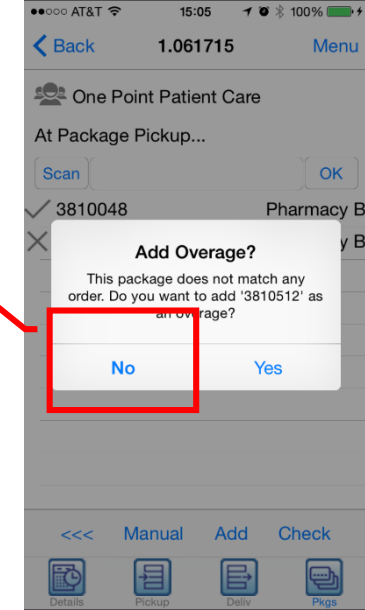 AT&T 15:05 100%
Back 1.061715 Menu
One Point Patient Care
At Package Pickup...
Scan OK
3810048 Pharmacy B
y B
Add Overage?
This package does not match any
order. Do you want to add '3810512' as
an overage?
No Yes
<<< Manual Add Check
Details Pickup Deliv Pkgs